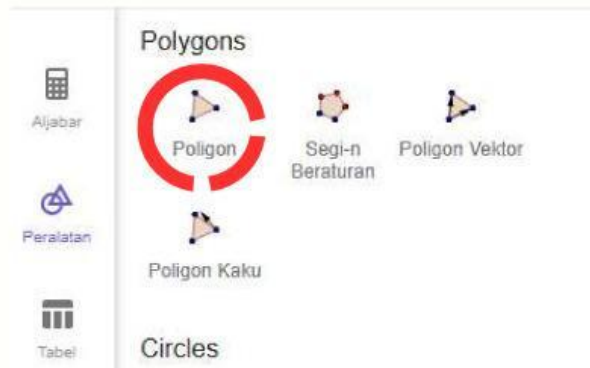 Polygons
Aljabar
Poligon
Segi-n
Beraturan
Poligon Vektor
Peralatan
Poligon Kaku
Tabel
Circles